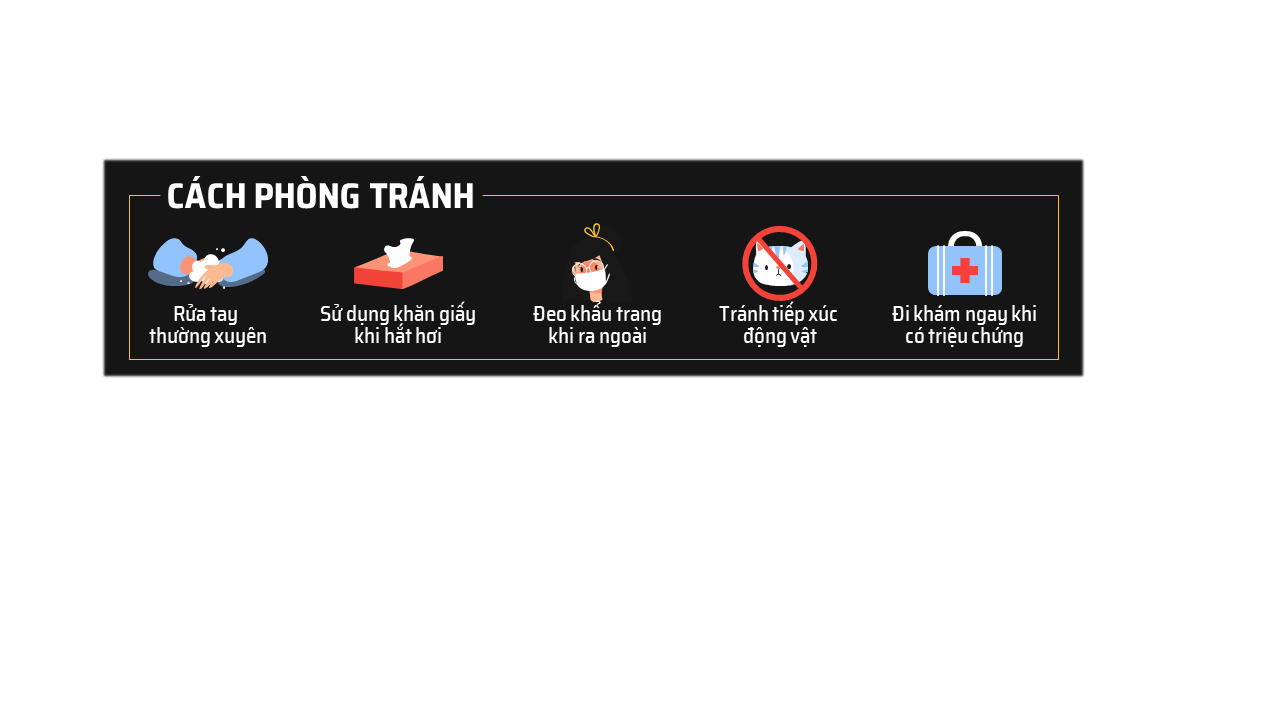 CÁCH PHÒNG TRÁNH
Rửa tay
thường xuyên
Sử dụng khăn giấy
khi hắt hơi
Đeo khẩu trang
khi ra ngoài
Tránh tiếp xúc
động vật
Đi khám ngay khi
có triệu chứng